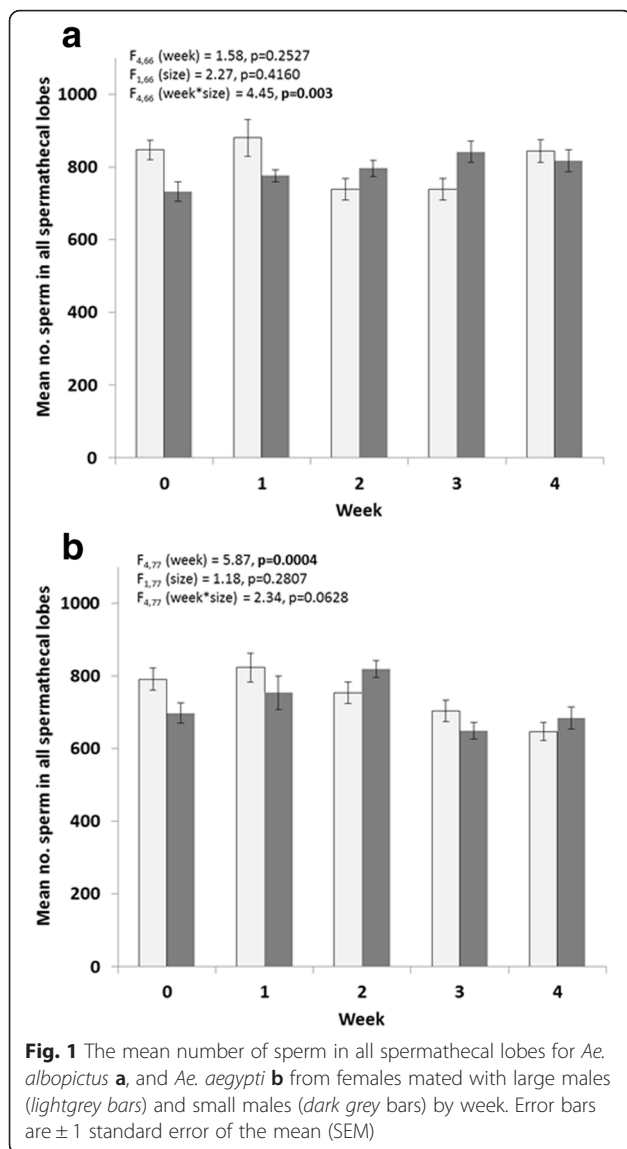 a
F4,66 (week) = 1.58, p=0.2527
F1,66 (size) = 2.27, p=0.4160
F4,66 (week*size) = 4.45, p=0.003
Mean no. sperm in all spermathecal lobes
1000
800
600
400
200
0
0 1 2 3 4
Week
b
F4,77 (week) = 5.87, p=0.0004
F1,77 (size) = 1.18, p=0.2807
F4,77 (week*size) = 2.34, p=0.0628
Mean no. sperm in all spermathecal lobes
1000
800
600
400
200
0
0 1 2 3 4
Week
Fig. 1 The mean number of sperm in all spermathecal lobes for Ae.
albopictus a, and Ae. aegypti b from females mated with large males
(lightgrey bars) and small males (dark grey bars) by week. Error bars
are ± 1 standard error of the mean (SEM)